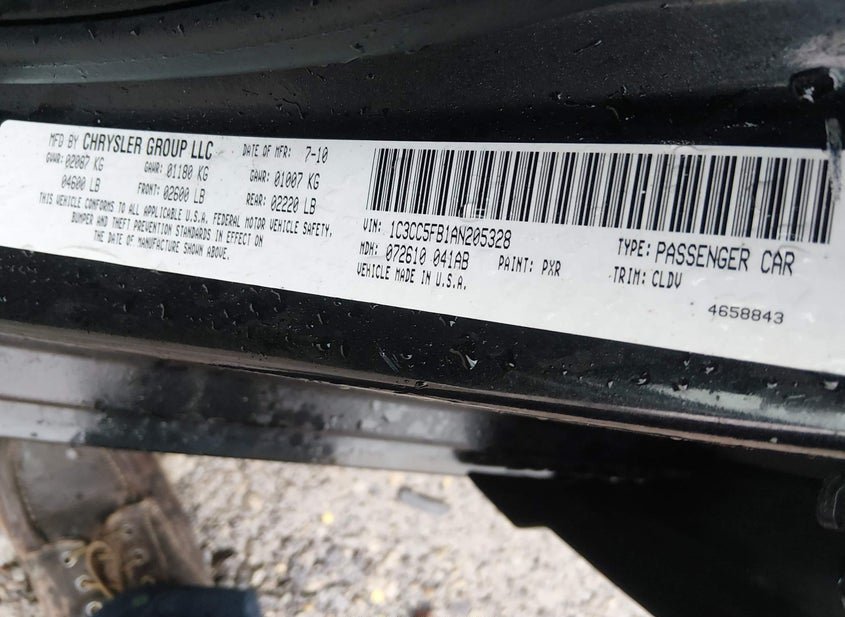 MFD BY CHRYSLER GROUP LLC DATE OF MFR: 7-10
GVWR: 02087 KG GAWR: 01180 KG GAWR: 01007 KG
04600 LB FRONT: 02600 LB REAR: 02220 LB
THIS VEHICLE CONFORMS TO ALL APPLICABLE U.S.A. FEDERAL MOTOR VEHICLE SAFETY,
BUMPER AND THEFT PREVENTION STANDARDS IN EFFECT ON
THE DATE OF MANUFACTURE SHOWN ABOVE.
VIN: 1C3CC5FB1AN205328 TYPE: PASSENGER CAR
MDH: 072610 041AB PAINT: PXR TRIM: CLDV
VEHICLE MADE IN U.S.A.
4658843